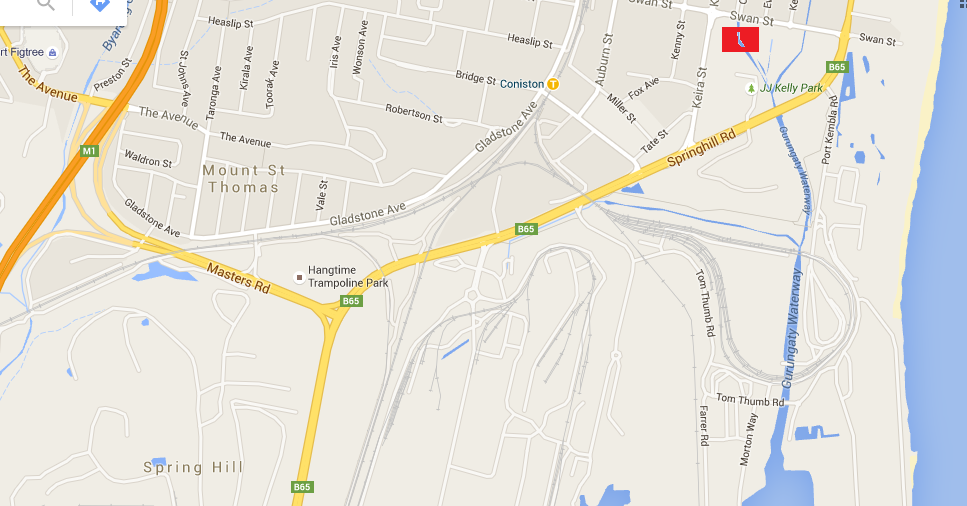 Heaslip St
Swan St
Swan St
Swan St
Byarong
rt Figtree
Preston St
St Johns Ave
Taronga Ave
Kirala Ave
Toorak Ave
Iris Ave
Wonson Ave
Heaslip St
Bridge St
Coniston
T
Auburn St
Kenny St
Keira St
B65
Fox Ave
Miller St
JJ Kelly Park
The Avenue
The Avenue
The Avenue
Robertson St
Gladstone Ave
Tate St
Springhill Rd
Port Kembla Rd
Gurungaty Waterway
M1
Waldron St
Mount St
Thomas
Vale St
Gladstone Ave
Gladstone Ave
B65
Masters Rd
Hangtime
Trampoline Park
B65
Tom Thumb Rd
Gurungaty Waterway
Tom Thumb Rd
Farrer Rd
Morton Way
Spring Hill
B65